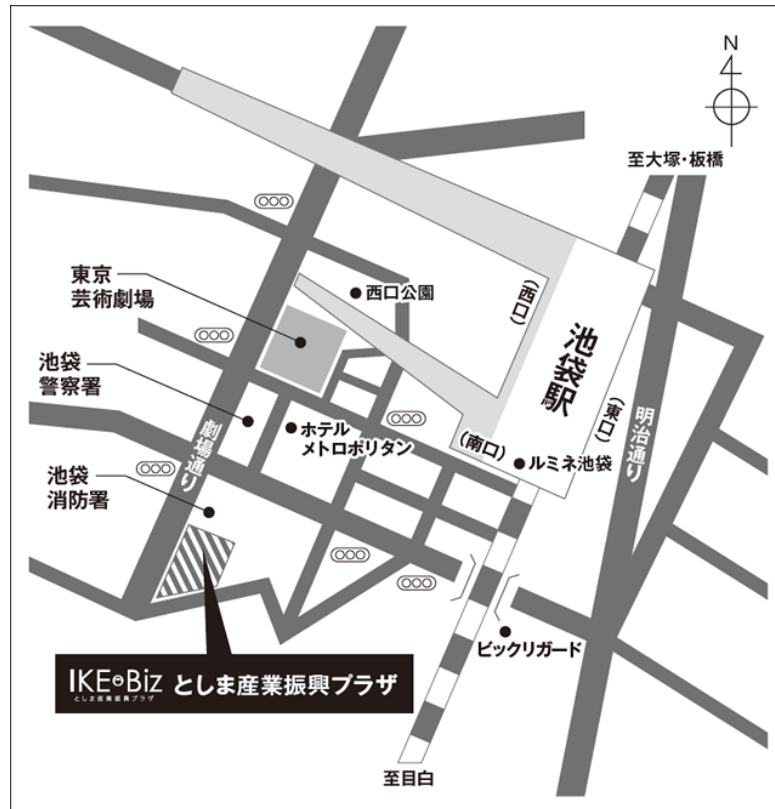 N
至大塚・板橋
東京
芸術劇場
西口公園
(西口)
池袋駅
(東口)
明治通り
池袋
警察署
ホテル
メトロポリタン
(南口)
ルミネ池袋
劇場通り
池袋
消防署
ビックリガード
IKE・Biz としま産業振興プラザ
としま産業振興プラザ
至目白